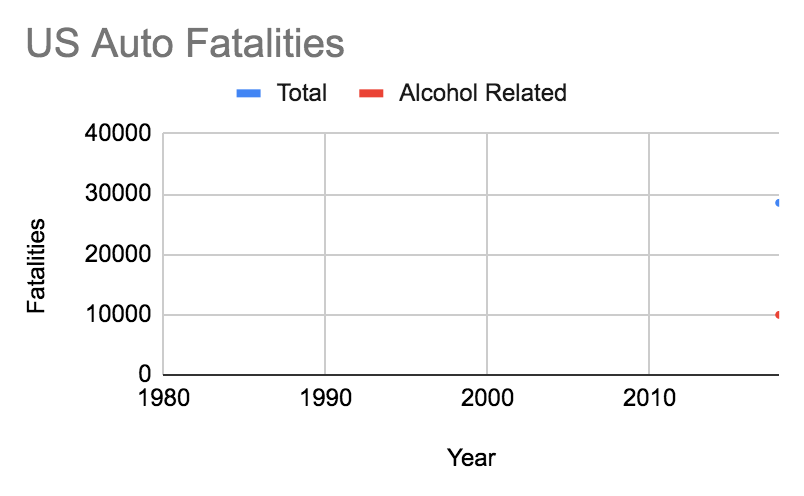 US Auto Fatalities
Total Alcohol Related
40000
30000
20000
10000
0
Fatalities
1980 1990 2000 2010
Year